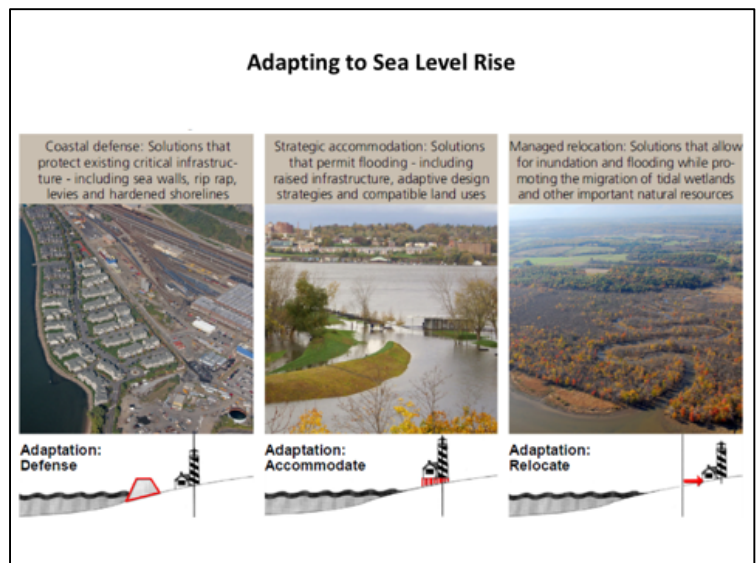 Adapting to Sea Level Rise
Coastal defense: Solutions that
protect existing critical infrastruc-
ture - including sea walls, rip rap,
levies and hardened shorelines
Strategic accommodation: Solutions
that permit flooding - including
raised infrastructure, adaptive design
strategies and compatible land uses
Managed relocation: Solutions that allow
for inundation and flooding while pro-
moting the migration of tidal wetlands
and other important natural resources
Adaptation:
Defense
Adaptation:
Accommodate
Adaptation:
Relocate